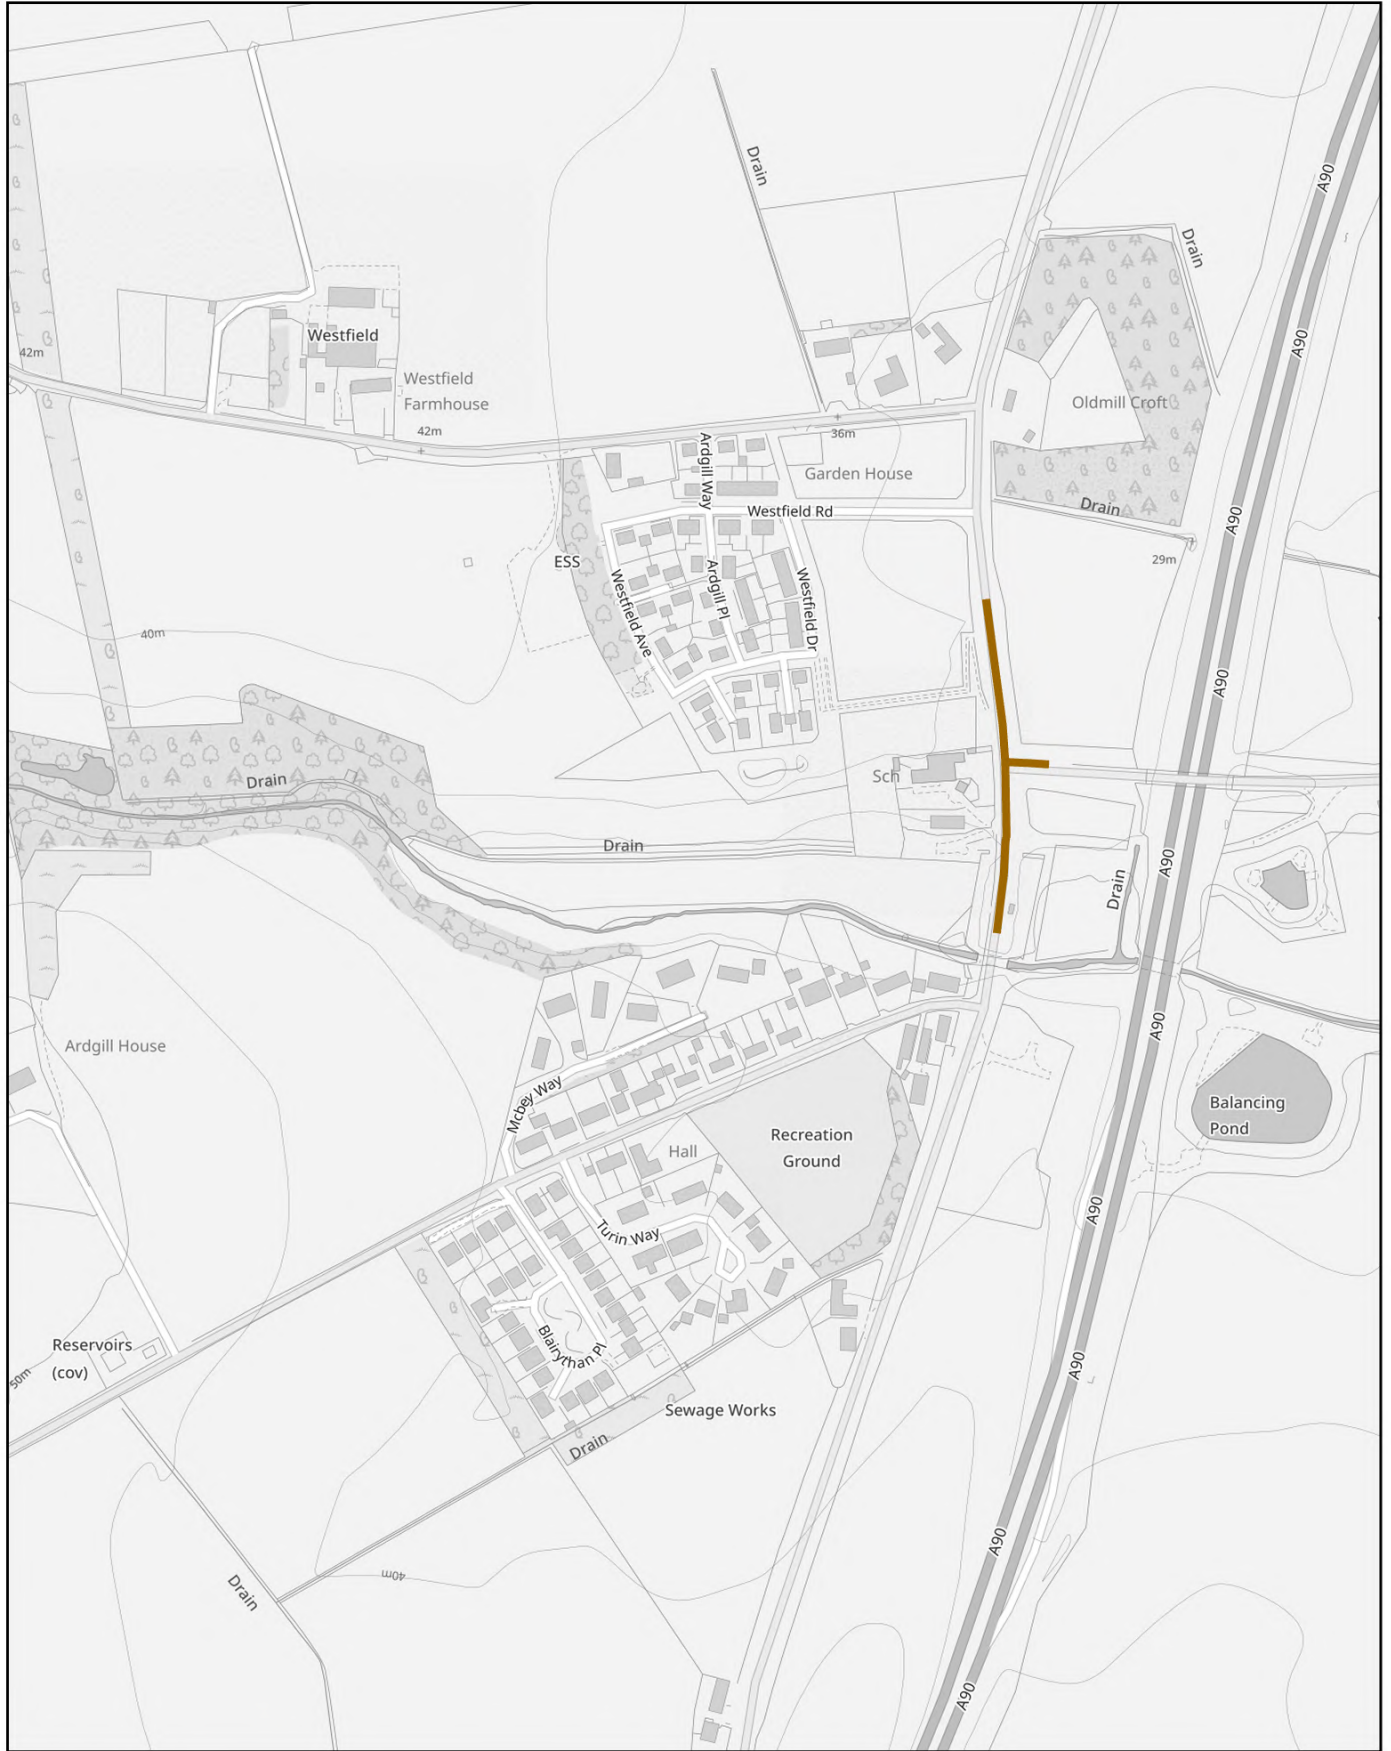 A90
Drain
Drain
Westfield
A90
42m
Westfield
Farmhouse
Oldmill Croft
42m
36m
Ardgill Way
Garden House
Westfield Rd
Drain
A90
29m
ESS
Ardgill Pl
Westfield Ave
Westfield Dr
40m
A90
Drain
Sch
Drain
A90
Drain
A90
Ardgill House
Mcbey Way
Balancing
Pond
Recreation
Ground
Hall
A90
Turin Way
Reservoirs
(cov)
Blairythan Pl
A90
50m
Sewage Works
Drain
A90
40m
Drain
A90